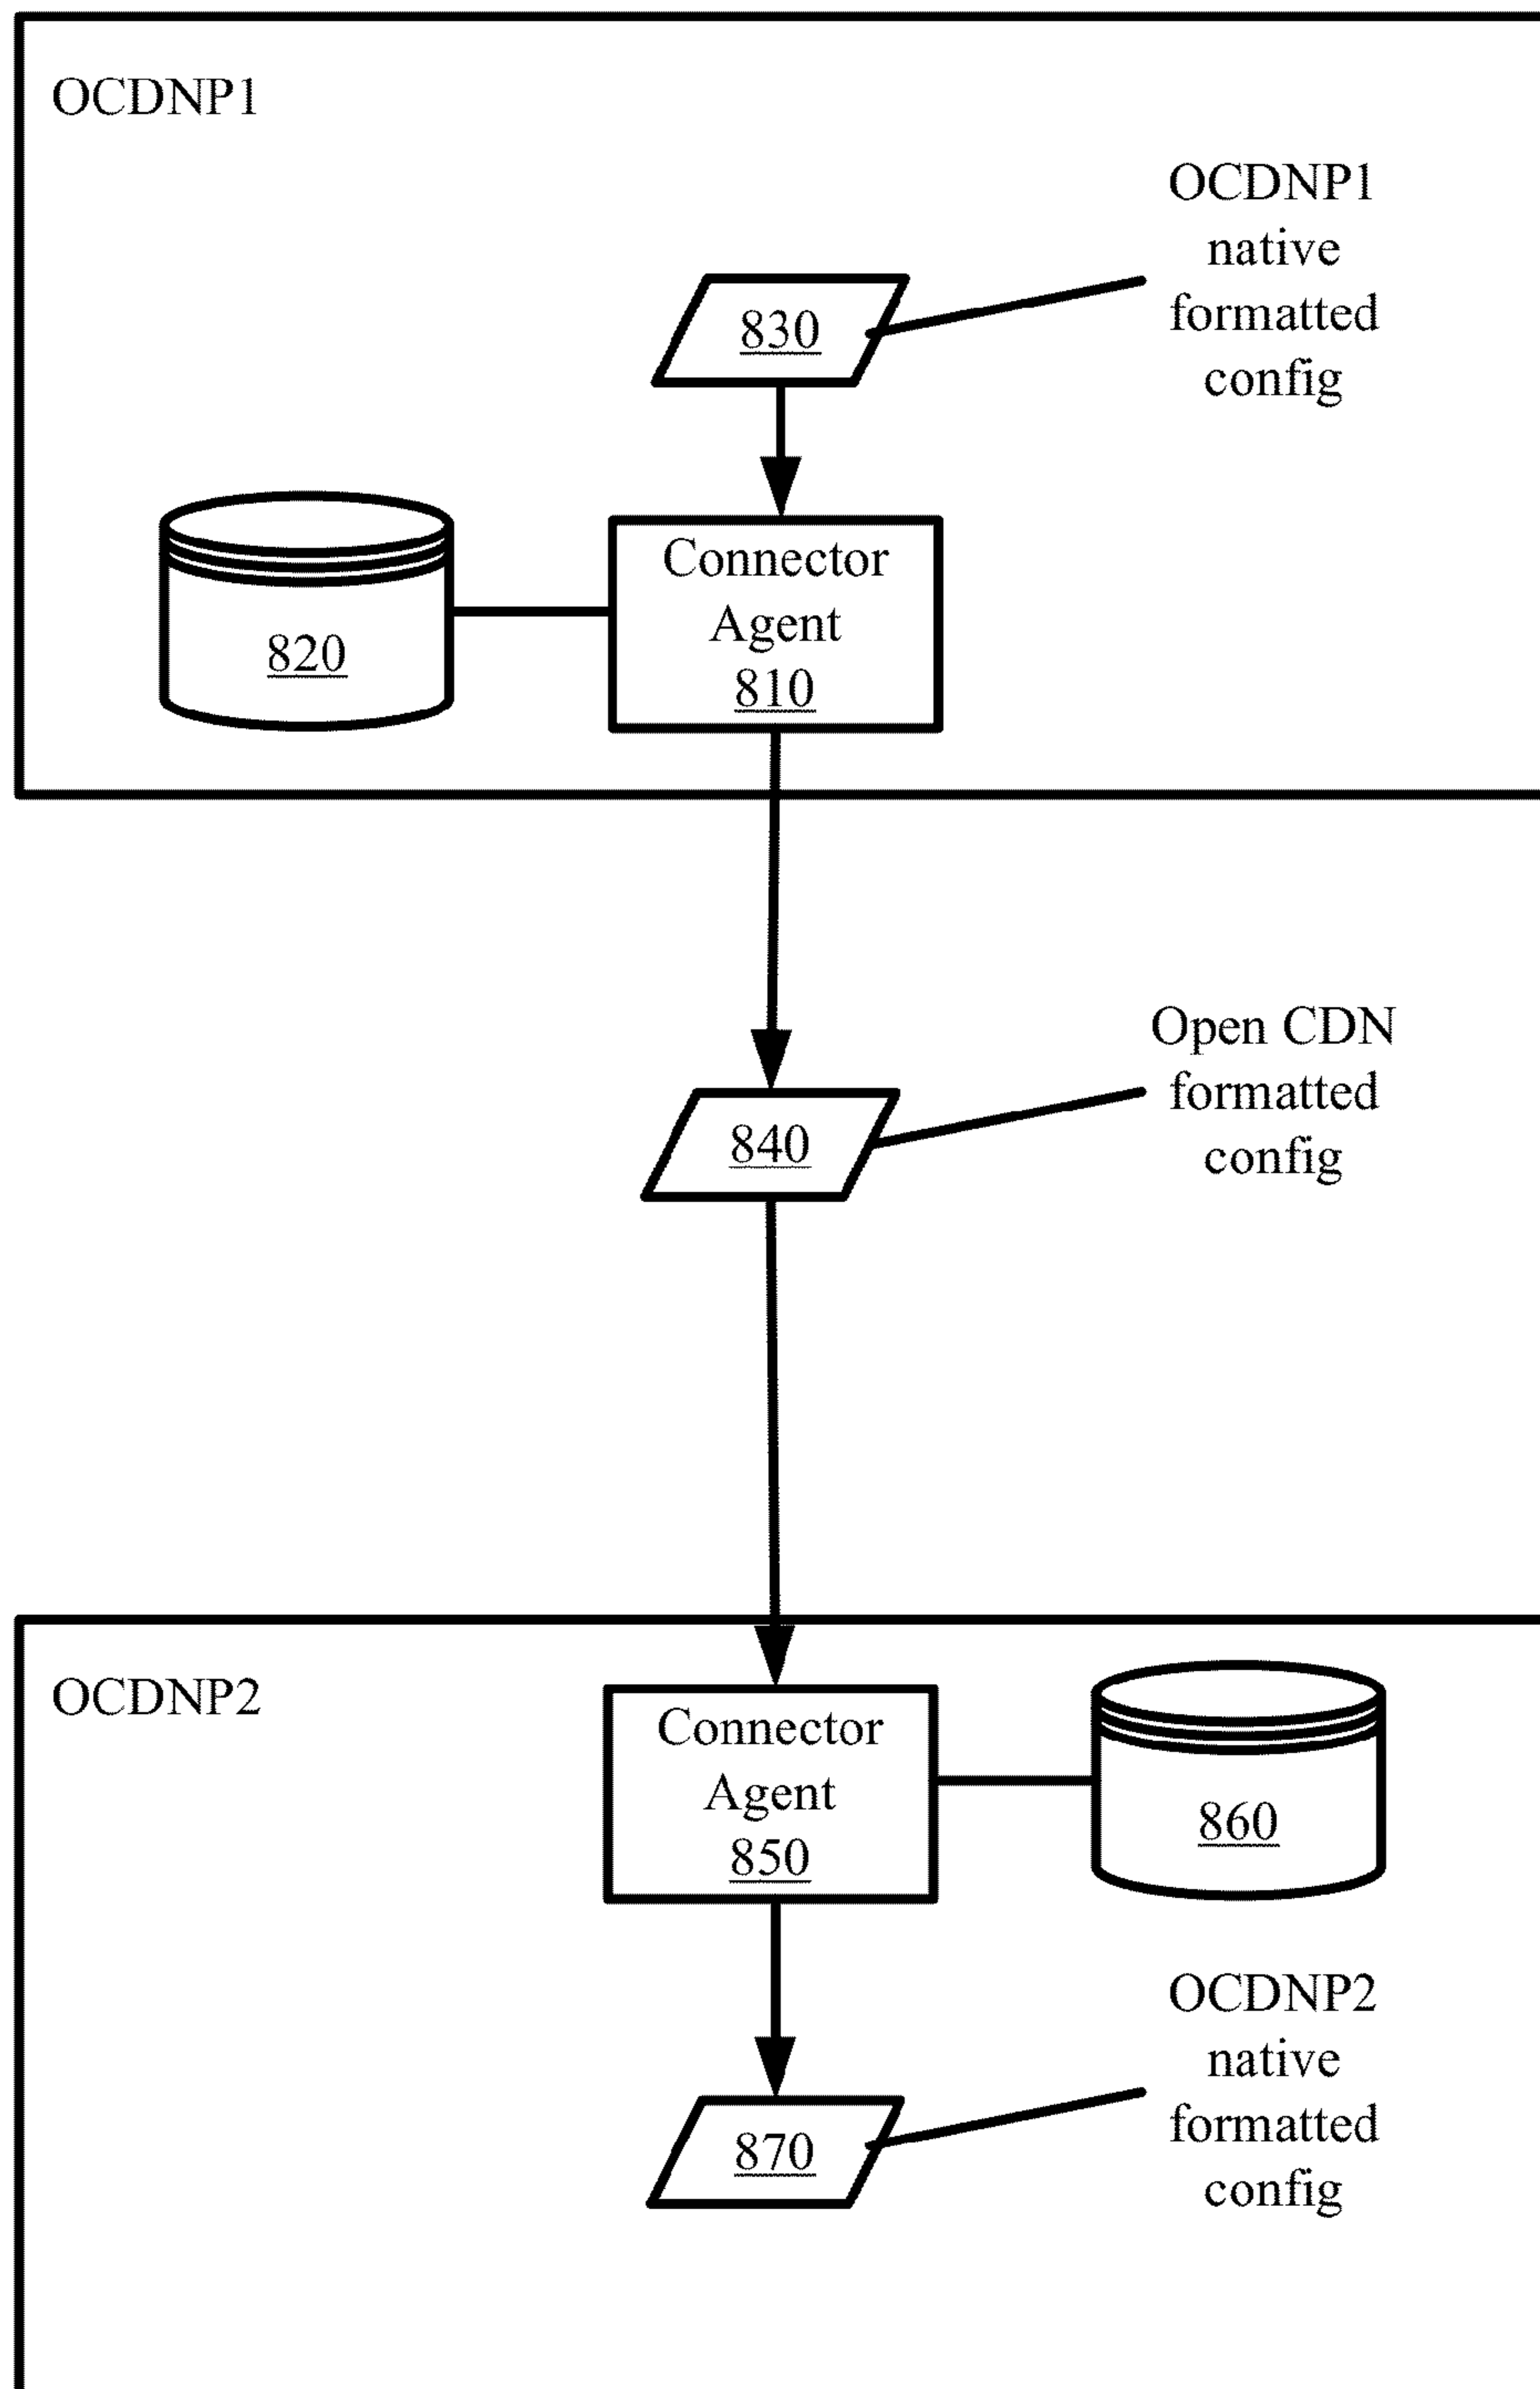 OCDNP1
OCDNP1
native
formatted
config
830
Connector
Agent
810
820
Open CDN
formatted
config
840
OCDNP2
Connector
Agent
850
860
OCDNP2
native
formatted
config
870